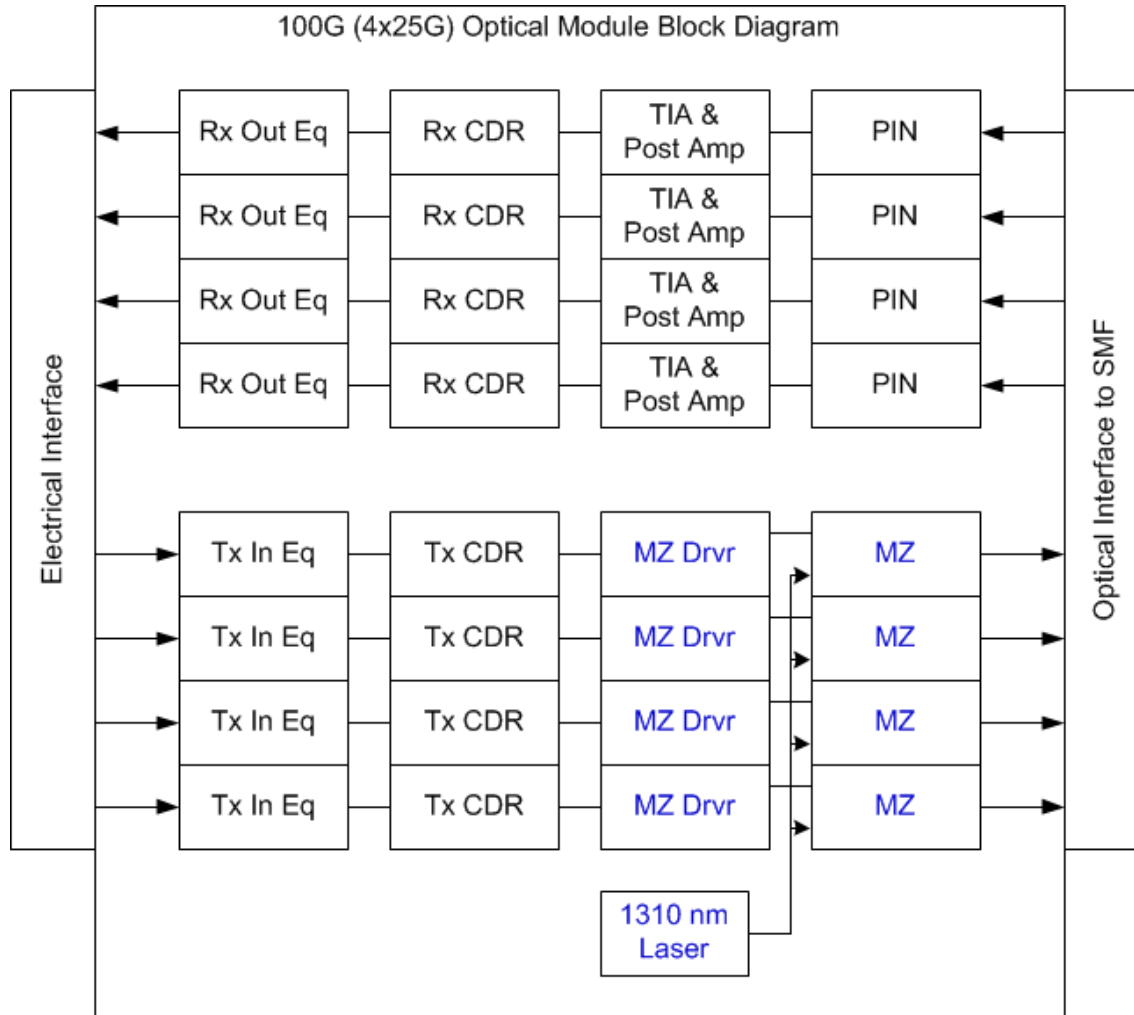 100G (4x25G) Optical Module Block Diagram
Electrical Interface
Rx Out Eq
Rx CDR
TIA &
Post Amp
PIN
Rx Out Eq
Rx CDR
TIA &
Post Amp
PIN
Rx Out Eq
Rx CDR
TIA &
Post Amp
PIN
Rx Out Eq
Rx CDR
TIA &
Post Amp
PIN
Tx In Eq
Tx CDR
MZ Drvr
MZ
Tx In Eq
Tx CDR
MZ Drvr
MZ
Tx In Eq
Tx CDR
MZ Drvr
MZ
Tx In Eq
Tx CDR
MZ Drvr
MZ
1310 nm
Laser
Optical Interface to SMF